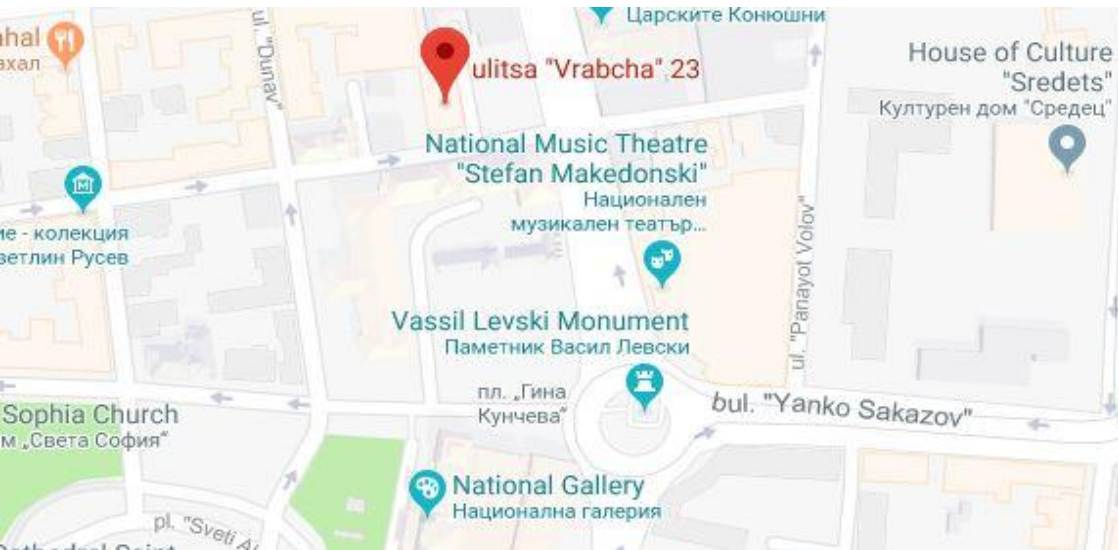 Царските Конюшни
ahal
ахал
ul. "Dunav"
ulitsa "Vrabcha" 23
House of Culture
"Sredets"
Културен дом "Средец"
National Music Theatre
"Stefan Makedonski"
Национален
музикален театър...
ие - колекция
ветлин Русев
ul. "Panayot Volov"
Vassil Levski Monument
Паметник Васил Левски
пл. „Гина
Кунчева“
bul. "Yanko Sakazov"
Sophia Church
м „Света София“
National Gallery
Национална галерия
pl. "Sveti Al
Cathedral Saint